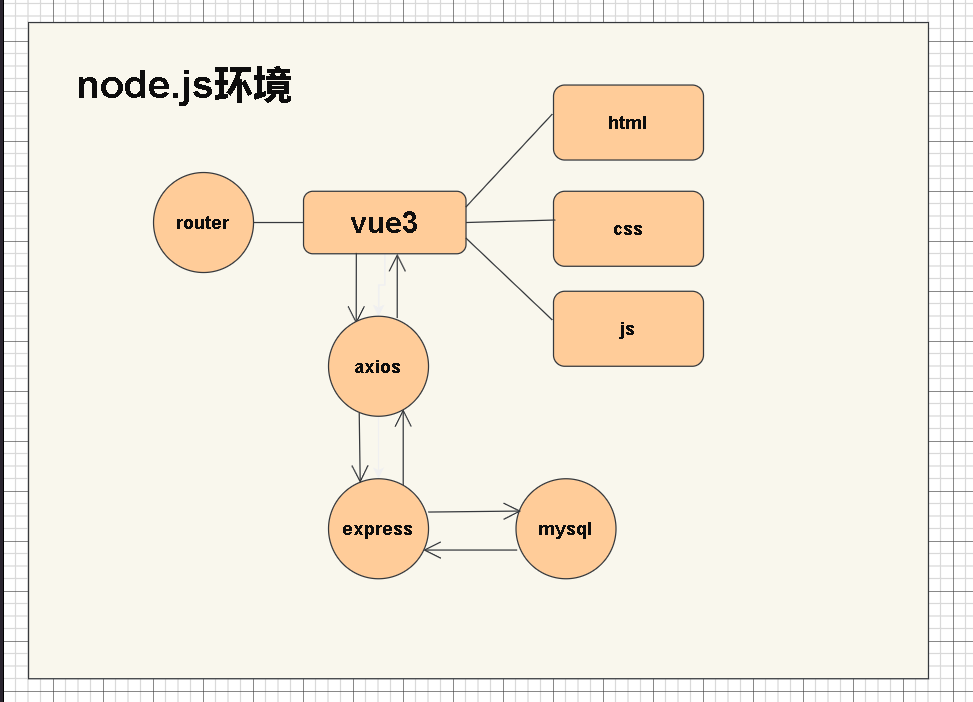 node.js环境
html
router
vue3
css
js
axios
express
mysql